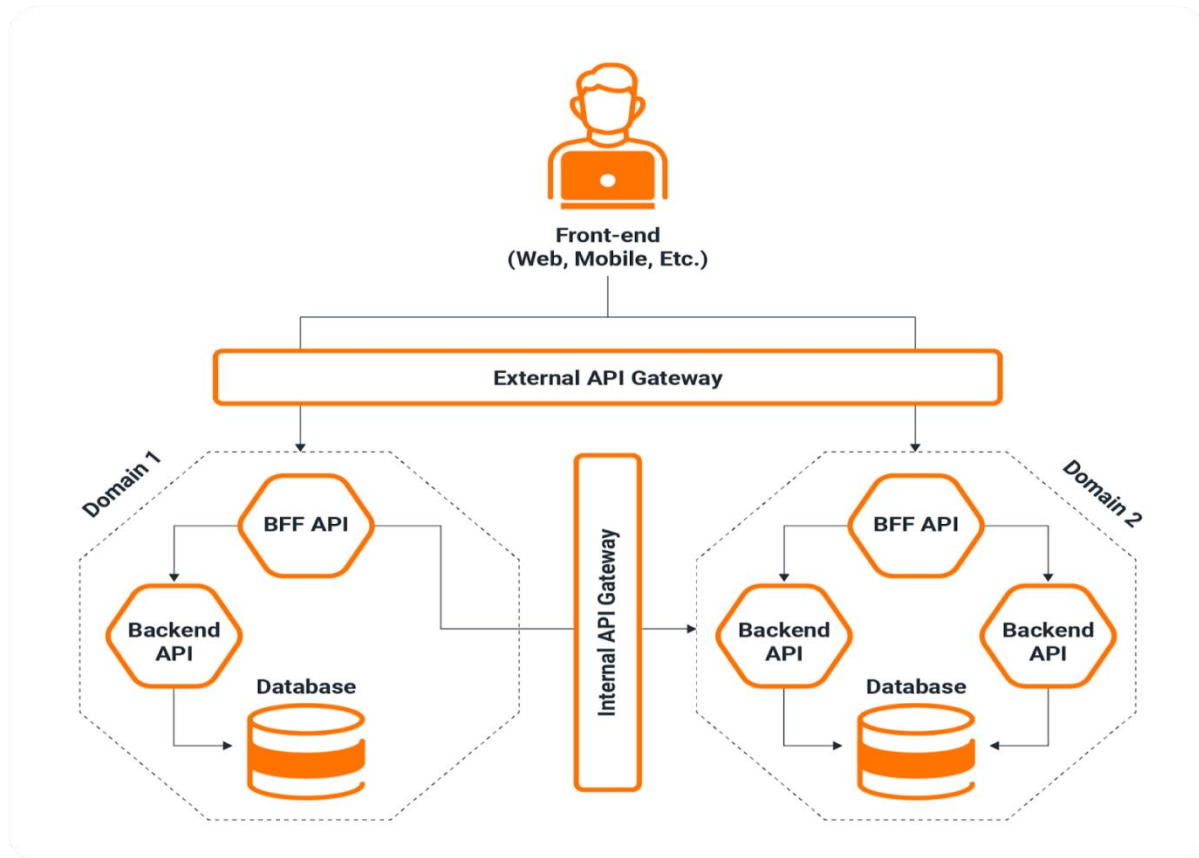 Front-end
(Web, Mobile, Etc.)
External API Gateway
Domain 1
BFF API
Backend
API
Database
Internal API Gateway
Domain 2
BFF API
Backend
API
Backend
API
Database